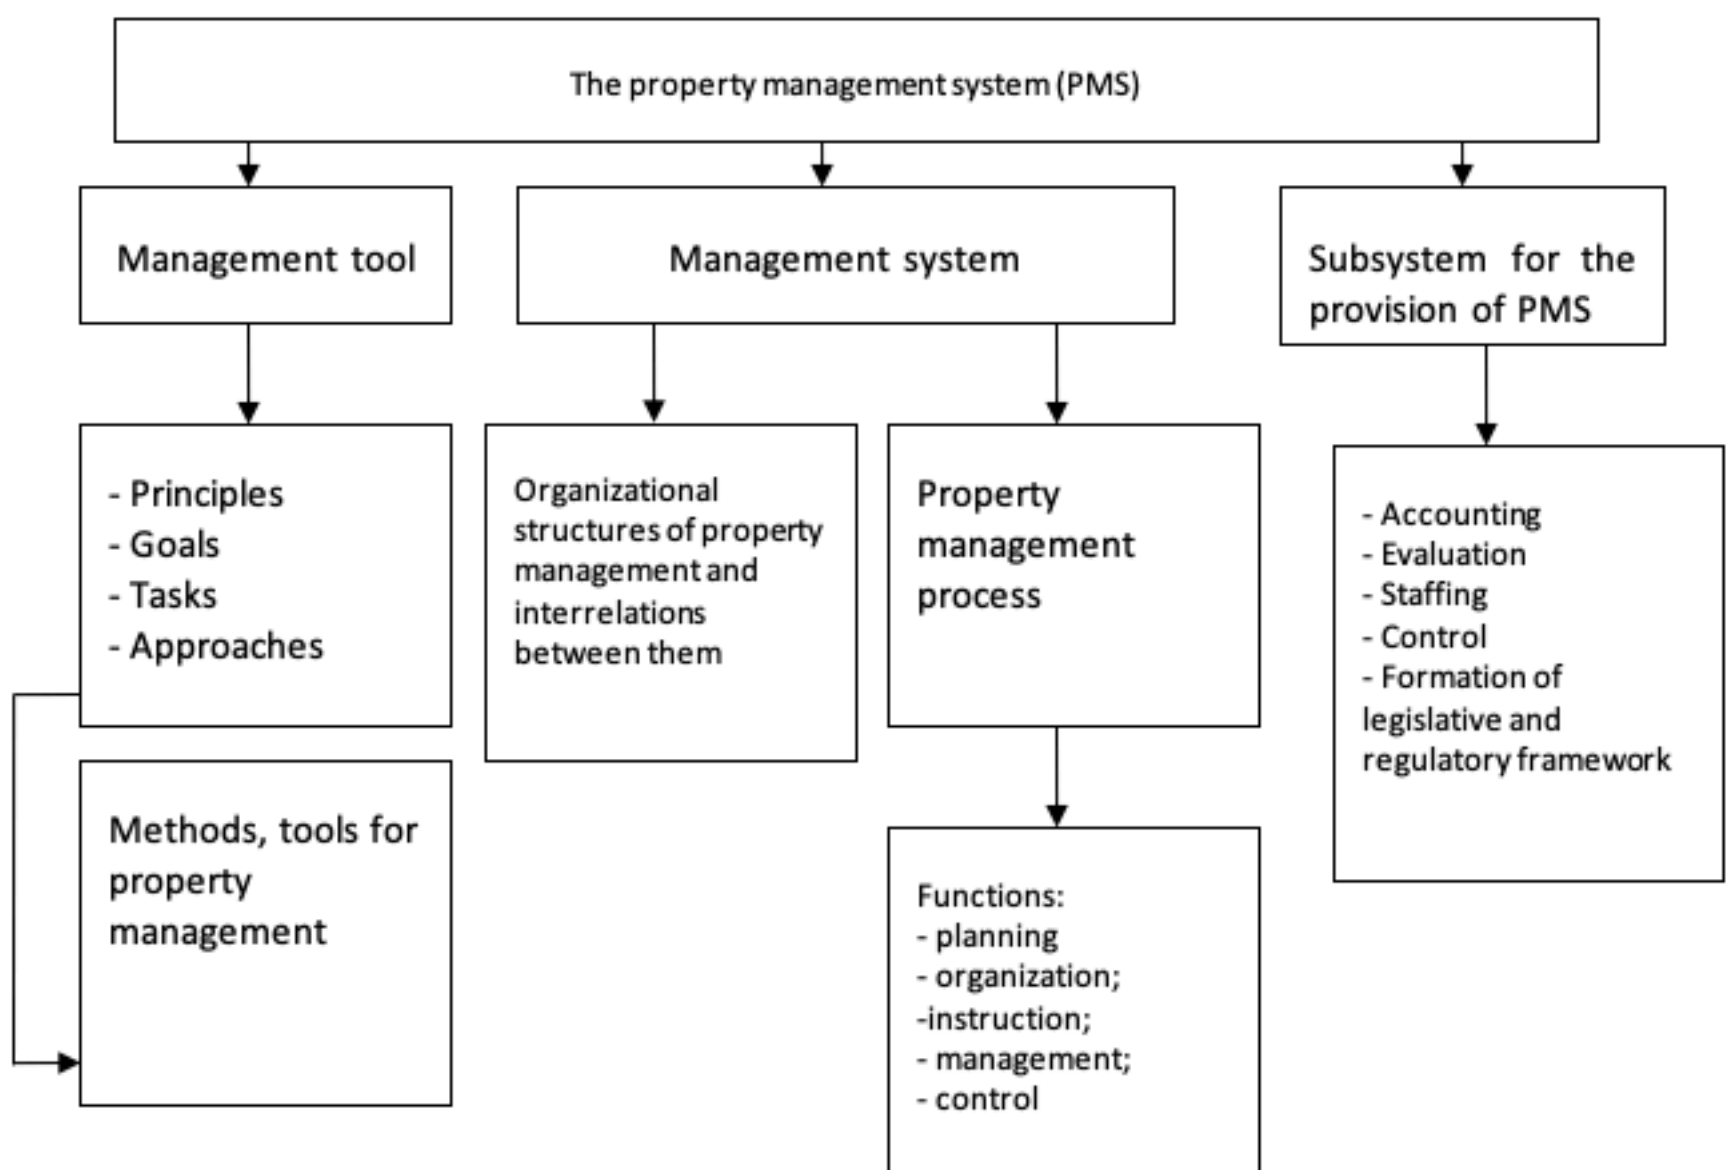 The property management system (PMS)
Management tool
Management system
Subsystem for the
provision of PMS
- Principles
- Goals
- Tasks
- Approaches
Organizational
structures of property
management and
interrelations
between them
Property
management
process
- Accounting
- Evaluation
- Staffing
- Control
- Formation of
legislative and
regulatory framework
Methods, tools for
property
management
Functions:
- planning
- organization;
-instruction;
- management;
- control